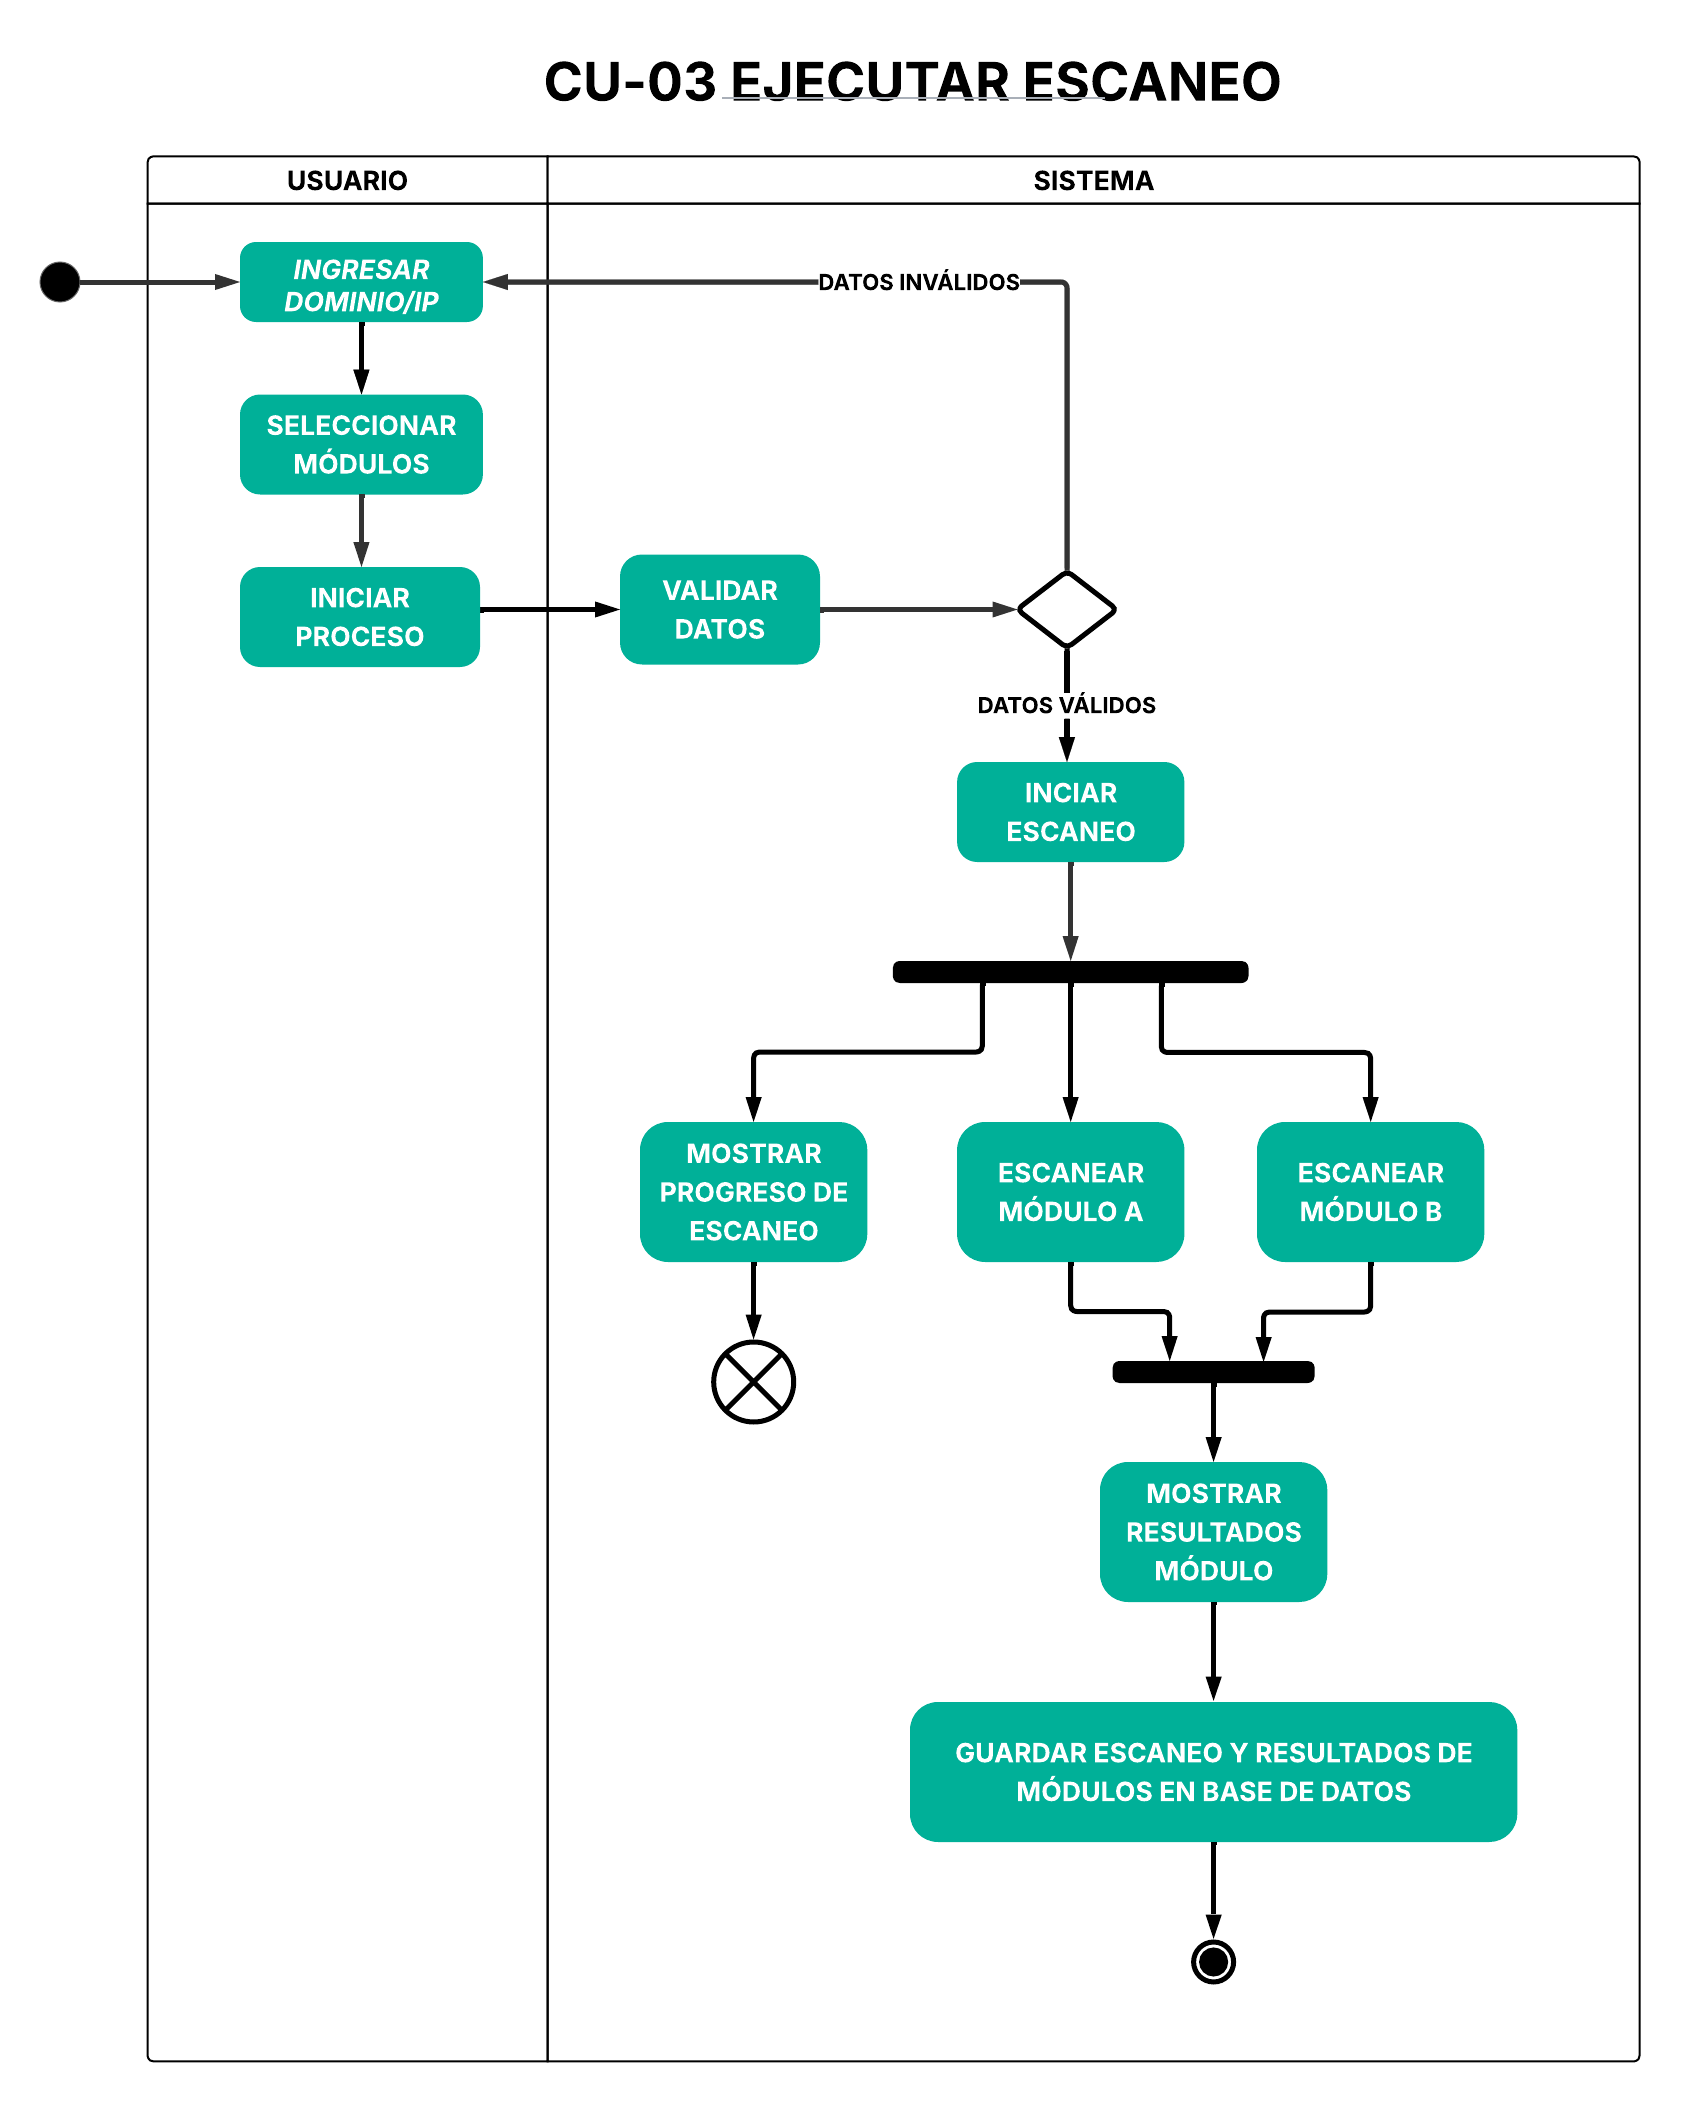 CU-03 EJECUTAR ESCANEO
USUARIO
SISTEMA
INGRESAR
DOMINIO/IP
DATOS INVÁLIDOS
SELECCIONAR
MÓDULOS
INICIAR
PROCESO
VALIDAR
DATOS
DATOS VÁLIDOS
INCIAR
ESCANEO
MOSTRAR
PROGRESO DE
ESCANEO
ESCANEAR
MÓDULO A
ESCANEAR
MÓDULO B
MOSTRAR
RESULTADOS
MÓDULO
GUARDAR ESCANEO Y RESULTADOS DE
MÓDULOS EN BASE DE DATOS